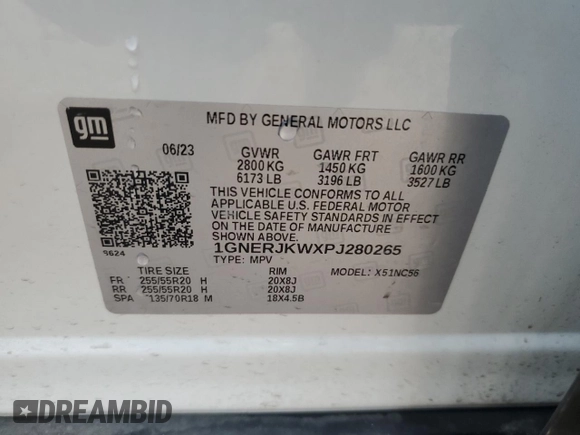 gm
MFD BY GENERAL MOTORS LLC
06/23 GVWR GAWR FRT GAWR RR
2800 KG 1450 KG 1600 KG
6173 LB 3196 LB 3527 LB
THIS VEHICLE CONFORMS TO ALL
APPLICABLE U.S. FEDERAL MOTOR
VEHICLE SAFETY STANDARDS IN EFFECT
ON THE DATE OF MANUFACTURE SHOWN ABOVE.
1GNERJKWXPJ280265
9624 TYPE: MPV MODEL: X51NC56
TIRE SIZE RIM
FR 255/55R20 H 20X8J
RR 255/55R20 H 20X8J
SPA T135/70R18 M 18X4.5B
DREAMBID